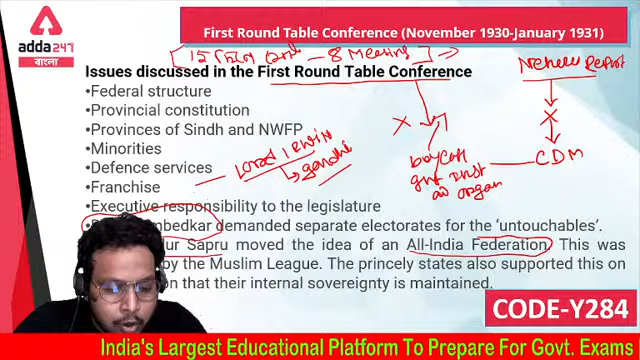 First Round Table Conference (November 1930-January 1931)
adda247
বাংলা
8 Meeting
Nehru Report
Issues discussed in the First Round Table Conference
•Federal structure
•Provincial constitution
•Provinces of Sindh and NWFP
•Minorities
•Defence services
•Franchise
•Executive responsibility to the legislature
demanded separate electorates for the 'untouchables'.
Sapru moved the idea of an All-India Federation. This was
by the Muslim League. The princely states also supported this on
that their internal sovereignty is maintained.
X
X
Lord Irwin
gandhi
boycott
CDM
CODE-Y284
India's Largest Educational Platform To Prepare For Govt. Exams